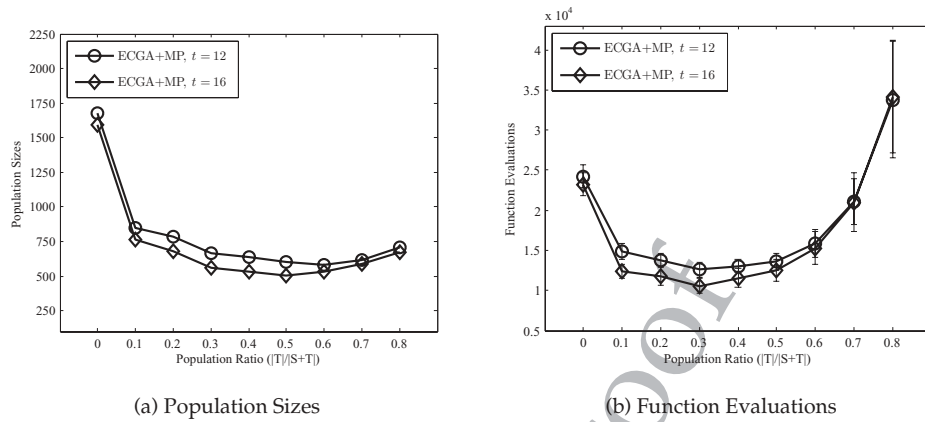 2250
2000
1750
1500
1250
1000
750
500
250
Population Sizes
ECGA+MP, t = 12
ECGA+MP, t = 16
0 0.1 0.2 0.3 0.4 0.5 0.6 0.7 0.8
Population Ratio (|T|/|S+T|)
(a) Population Sizes
x 10^4
4
3.5
3
2.5
2
1.5
1
0.5
Function Evaluations
ECGA+MP, t = 12
ECGA+MP, t = 16
0 0.1 0.2 0.3 0.4 0.5 0.6 0.7 0.8
Population Ratio (|T|/|S+T|)
(b) Function Evaluations